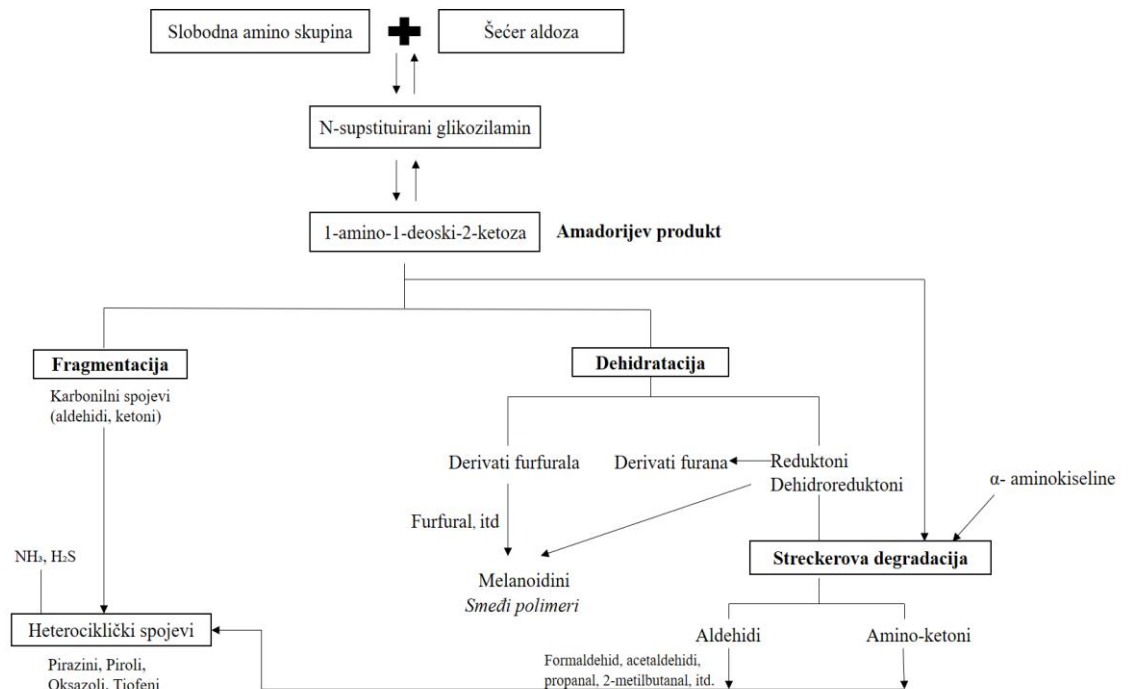 Slobodna amino skupina
Šećer aldoza
N-supstituirani glikozilamin
1-amino-1-deoski-2-ketoza
Amadorijev produkt
Fragmentacija
Dehidratacija
Karbonilni spojevi
(aldehidi, ketoni)
Derivati furfurala
Derivati furana
Reduktoni
Dehidroreduktoni
α- aminokiseline
Furfural, itd
NH₃, H₂S
Streckerova degradacija
Melanoidini
Smeđi polimeri
Heterociklički spojevi
Aldehidi
Amino-ketoni
Pirazini, Piroli,
Oksazoli, Tiofeni
Formaldehid, acetaldehidi,
propanal, 2-metilbutanal, itd.